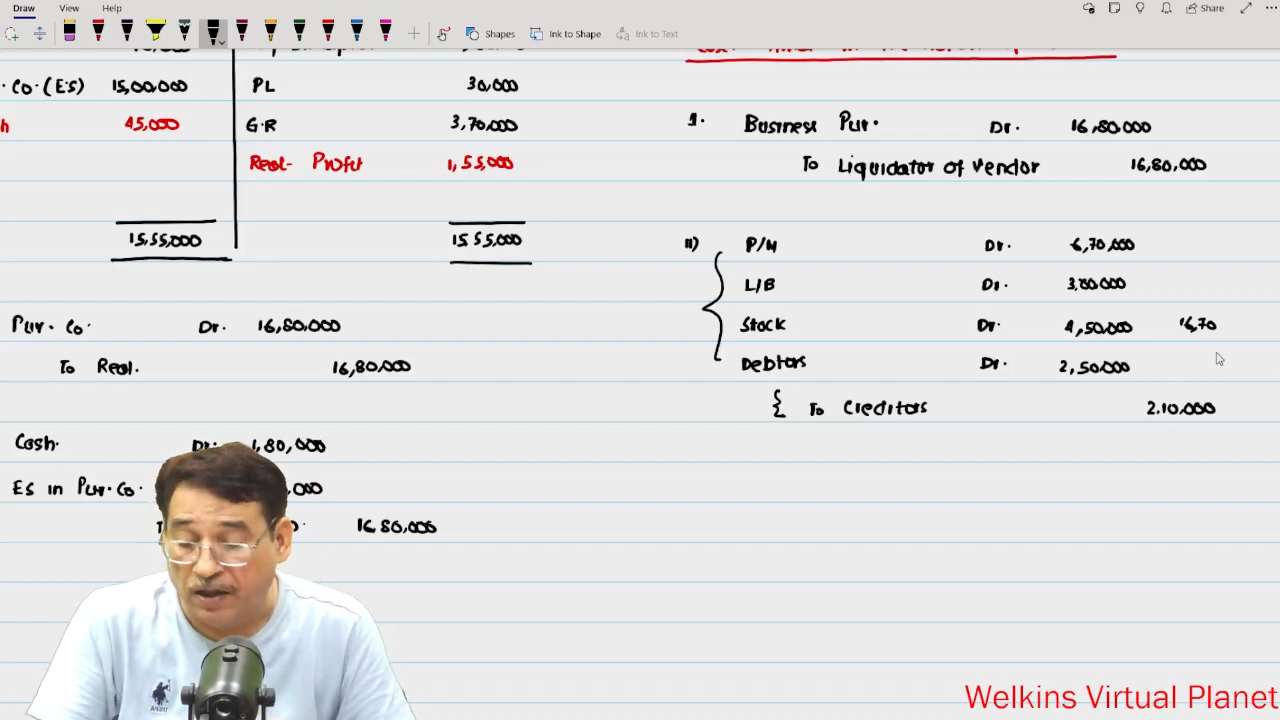 Draw View Help
Share
Shapes Ink to Shape Ink to Text
Co. (ES) 15,00,000
45,000
15,55,000
PL 30,000
G.R 3,70,000
Real. Profit 1,55,000
15,55,000
Pur. Co. Dr. 16,80,000
To Real. 16,80,000
Cash. Dr. 1,80,000
ES in Pur. Co.
16,80,000
1. Business Pur. Dr. 16,80,000
To Liquidator of Vendor 16,80,000
11) P/M Dr. 6,70,000
L/B Dr.
Stock Dr. 4,50,000 16,70
Debtors Dr. 2,50,000
To Creditors 2,10,000
Welkins Virtual Planet